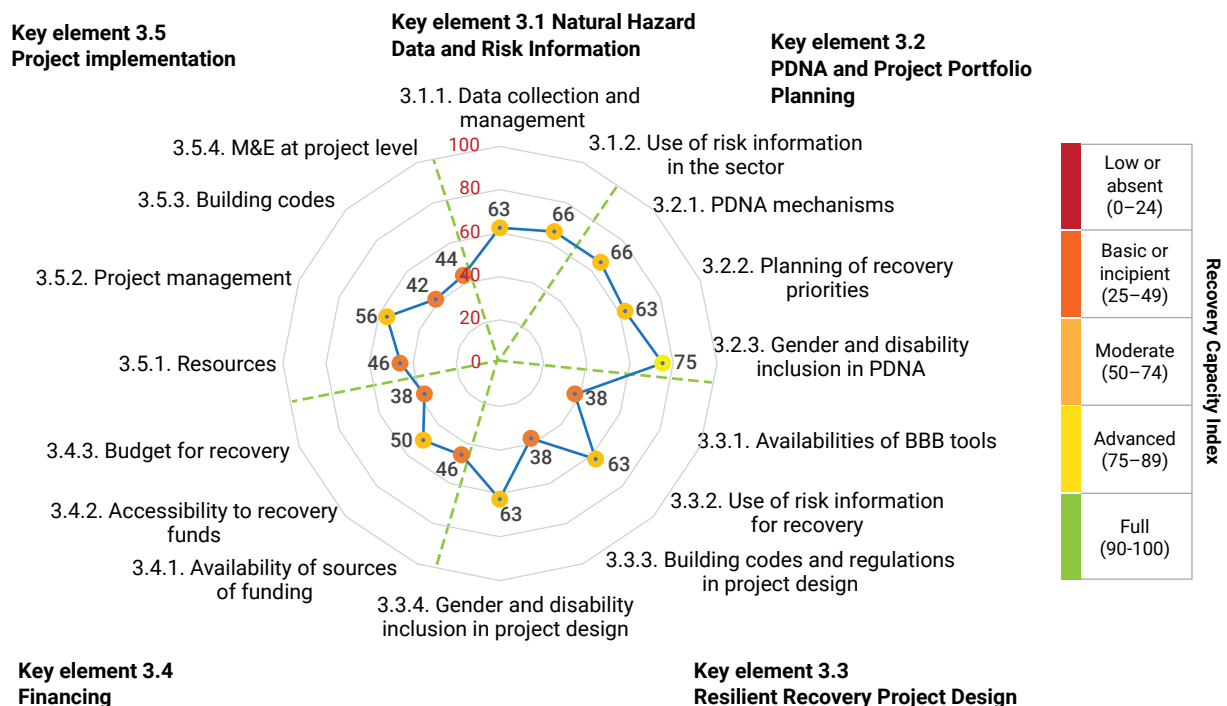 Key element 3.5
Project implementation
Key element 3.1 Natural Hazard
Data and Risk Information
Key element 3.2
PDNA and Project Portfolio
Planning
3.1.1. Data collection and
management
3.1.2. Use of risk information
in the sector
3.2.1. PDNA mechanisms
3.2.2. Planning of recovery
priorities
3.2.3. Gender and disability
inclusion in PDNA
3.3.1. Availabilities of BBB tools
3.3.2. Use of risk information
for recovery
3.3.3. Building codes and regulations
in project design
3.3.4. Gender and disability
inclusion in project design
3.4.1. Availability of sources
of funding
3.4.2. Accessibility to recovery
funds
3.4.3. Budget for recovery
3.5.1. Resources
3.5.2. Project management
3.5.3. Building codes
3.5.4. M&E at project level
100
80
60
40
20
0
63
66
66
63
75
38
63
38
63
46
50
38
46
56
42
44
Low or
absent
(0–24)
Basic or
incipient
(25–49)
Moderate
(50–74)
Advanced
(75–89)
Full
(90-100)
Recovery Capacity Index
Key element 3.4
Financing
Key element 3.3
Resilient Recovery Project Design